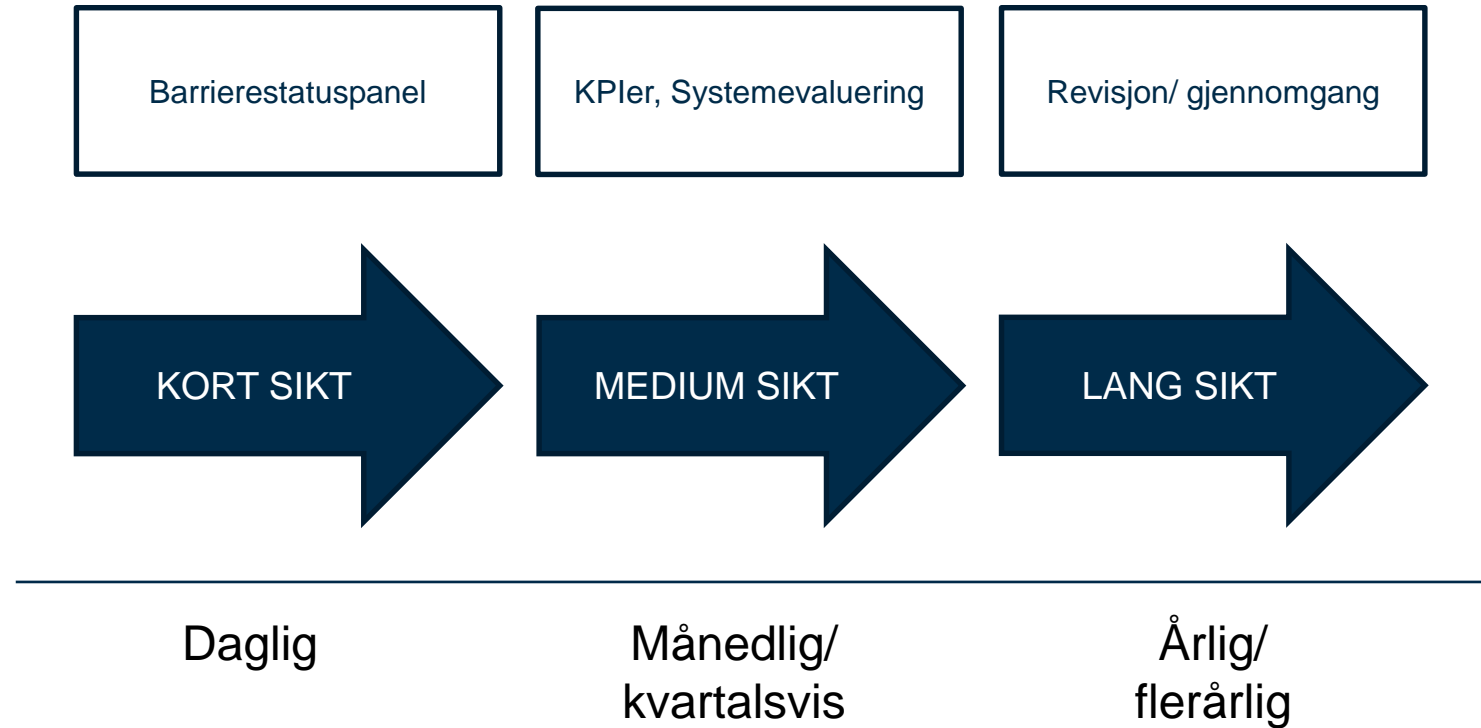 Barrierestatuspanel
KPIer, Systemevaluering
Revisjon/ gjennomgang
KORT SIKT
MEDIUM SIKT
LANG SIKT
Daglig
Månedlig/
kvartalsvis
Årlig/
flerårlig